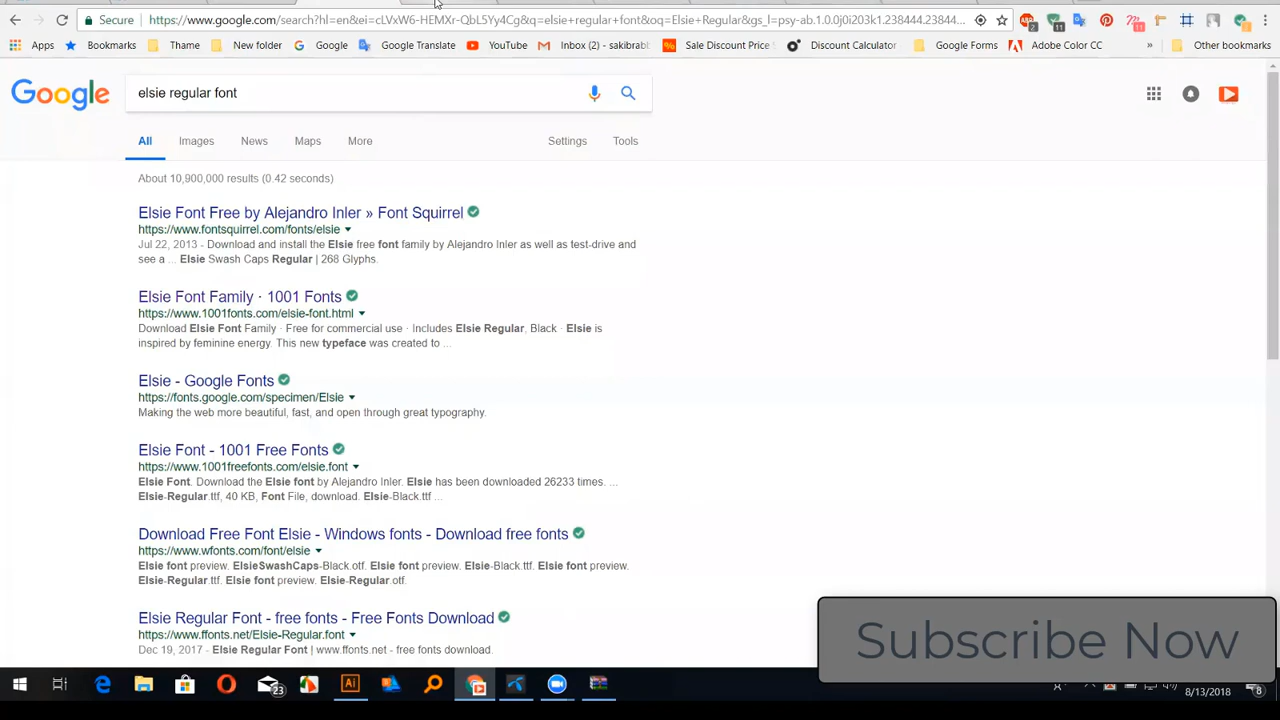 Secure
https://www.google.com/search?hl=en&ei=cLVxW6-HEMXr-QbLSYy4Cg&q=elsie+regular+font&oq=Elsie+Regular&gs_l=psy-ab.1.0.0j0i203k1.238444.23844...
Apps
Bookmarks
Thame
New folder
Google
Google Translate
YouTube
Inbox (2) - sakibrabb
Sale Discount Price
Discount Calculator
Google Forms
Adobe Color CC
»
Other bookmarks
Google
elsie regular font
All
Images
News
Maps
More
Settings
Tools
About 10,900,000 results (0.42 seconds)
Elsie Font Free by Alejandro Inler » Font Squirrel
https://www.fontsquirrel.com/fonts/elsie
Jul 22, 2013 - Download and install the Elsie free font family by Alejandro Inler as well as test-drive and
see a ... Elsie Swash Caps Regular | 268 Glyphs.
Elsie Font Family · 1001 Fonts
https://www.1001fonts.com/elsie-font.html
Download Elsie Font Family · Free for commercial use · Includes Elsie Regular, Black · Elsie is
inspired by feminine energy. This new typeface was created to ...
Elsie - Google Fonts
https://fonts.google.com/specimen/Elsie
Making the web more beautiful, fast, and open through great typography.
Elsie Font - 1001 Free Fonts
https://www.1001freefonts.com/elsie.font
Elsie Font. Download the Elsie font by Alejandro Inler. Elsie has been downloaded 26233 times. ...
Elsie-Regular.ttf, 40 KB, Font File, download. Elsie-Black.ttf ...
Download Free Font Elsie - Windows fonts - Download free fonts
https://www.wfonts.com/font/elsie
Elsie font preview. ElsieSwashCaps-Black.otf. Elsie font preview. Elsie-Black.ttf. Elsie font preview.
Elsie-Regular.ttf. Elsie font preview. Elsie-Regular.otf.
Elsie Regular Font - free fonts - Free Fonts Download
https://www.ffonts.net/Elsie-Regular.font
Dec 19, 2017 - Elsie Regular Font | www.ffonts.net - free fonts download.
Subscribe Now
23
Ai
8/13/2018
8